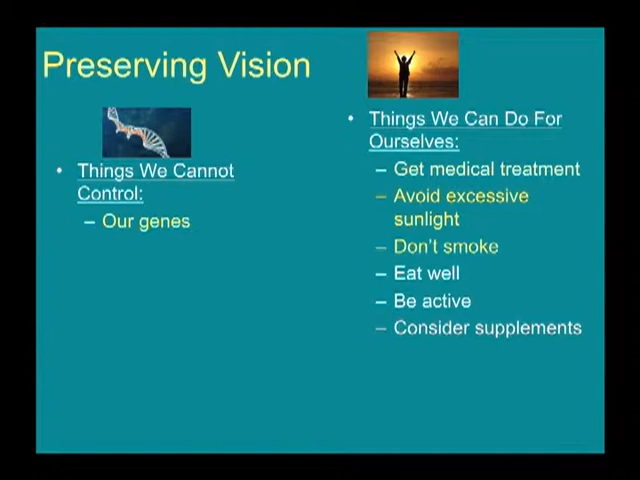 Preserving Vision
• Things We Cannot
Control:
– Our genes
• Things We Can Do For
Ourselves:
– Get medical treatment
– Avoid excessive
sunlight
– Don't smoke
– Eat well
– Be active
– Consider supplements